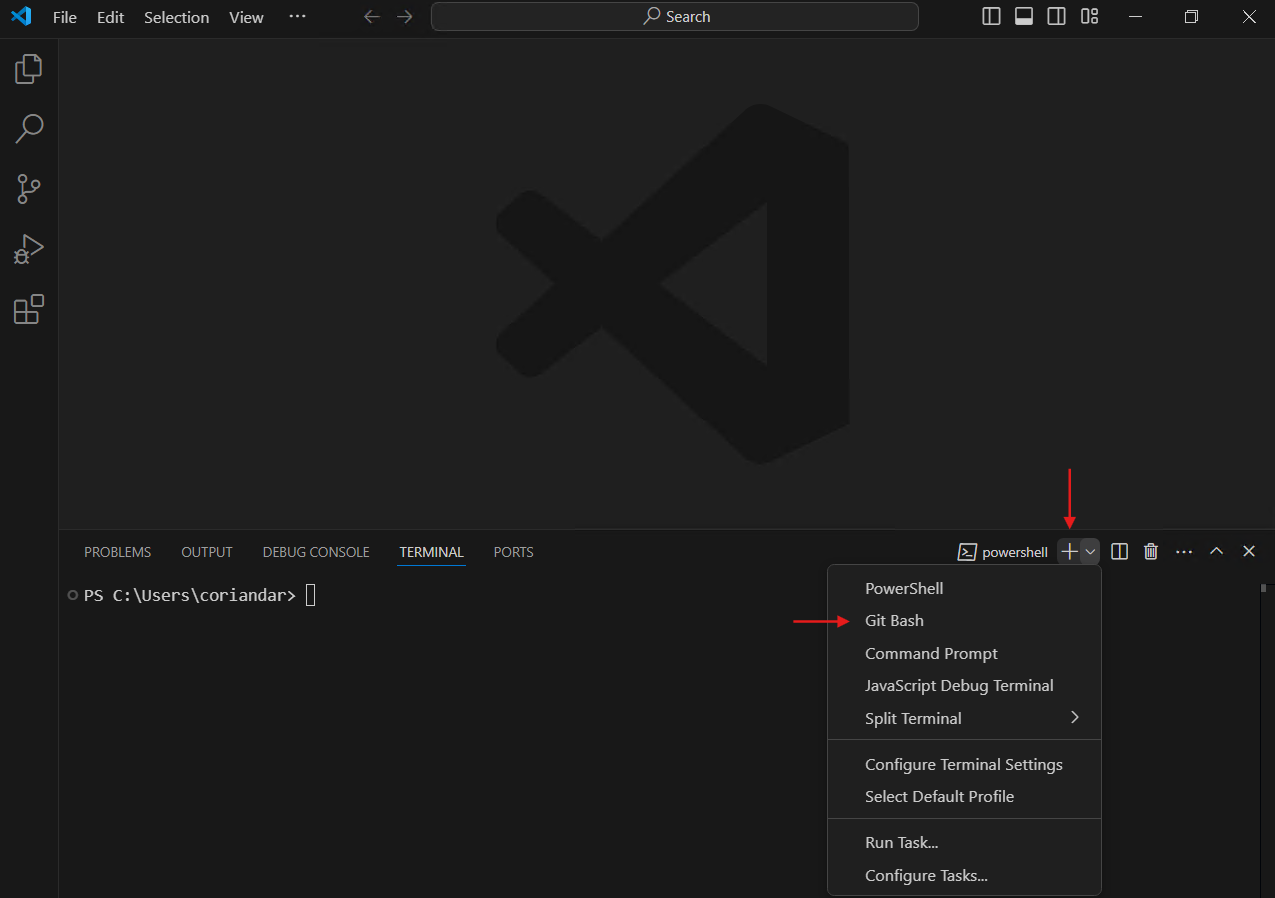 File Edit Selection View ··· Search
PROBLEMS OUTPUT DEBUG CONSOLE TERMINAL PORTS powershell
PS C:\Users\coriandar>
PowerShell
Git Bash
Command Prompt
JavaScript Debug Terminal
Split Terminal
Configure Terminal Settings
Select Default Profile
Run Task...
Configure Tasks...